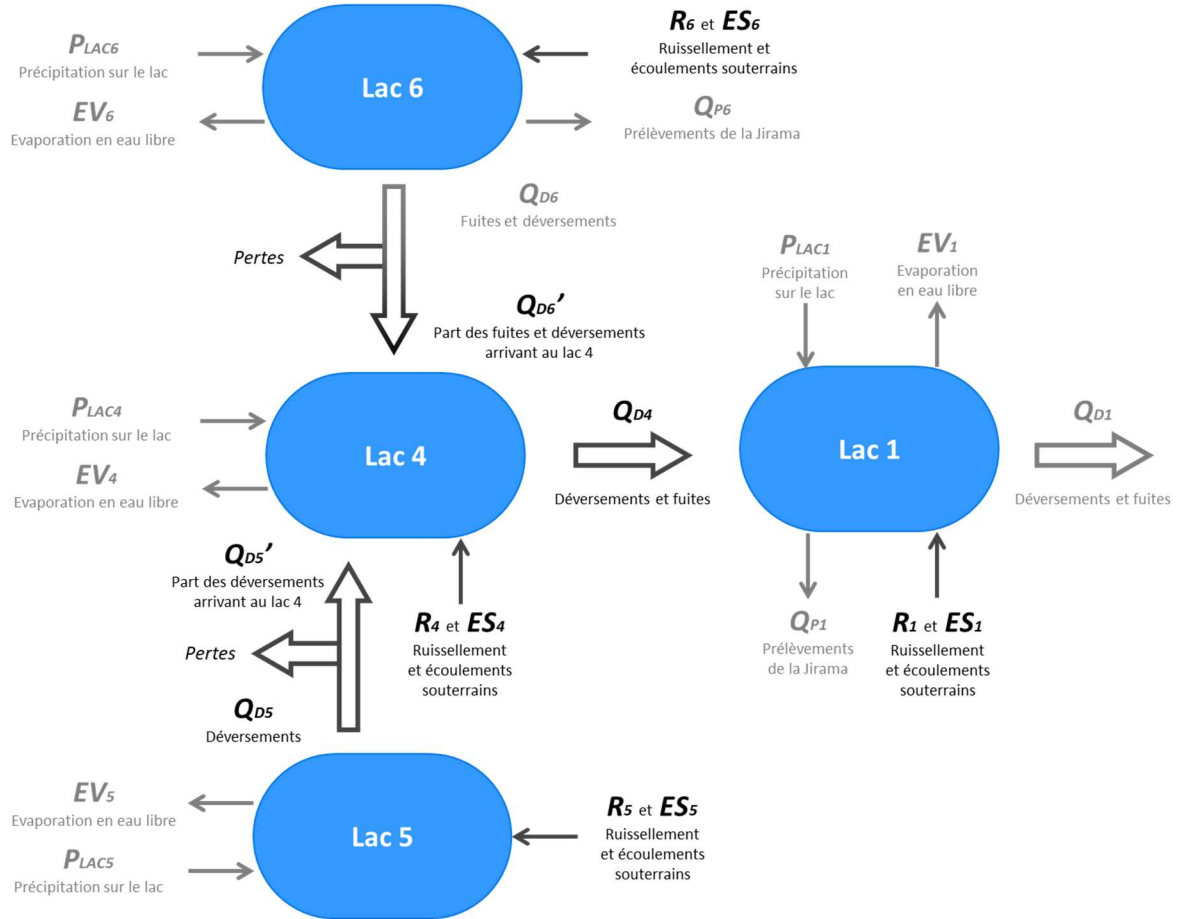 P LAC6
Précipitation sur le lac
EV6
Evaporation en eau libre
Lac 6
R6 et ES6
Ruissellement et
écoulements souterrains
QP6
Prélèvements de la Jirama
QD6
Fuites et déversements
Pertes
QD6’
Part des fuites et déversements
arrivant au lac 4
PLAC1
Précipitation
sur le lac
EV1
Evaporation
en eau libre
PLAC4
Précipitation sur le lac
EV4
Evaporation en eau libre
Lac 4
QD4
Déversements et fuites
Lac 1
QD1
Déversements et fuites
QD5’
Part des déversements
arrivant au lac 4
Pertes
QD5
Déversements
R4 et ES4
Ruissellement
et écoulements
souterrains
QP1
Prélèvements
de la Jirama
R1 et ES1
Ruissellement
et écoulements
souterrains
EV5
Evaporation en eau libre
PLAC5
Précipitation sur le lac
Lac 5
R5 et ES5
Ruissellement
et écoulements
souterrains